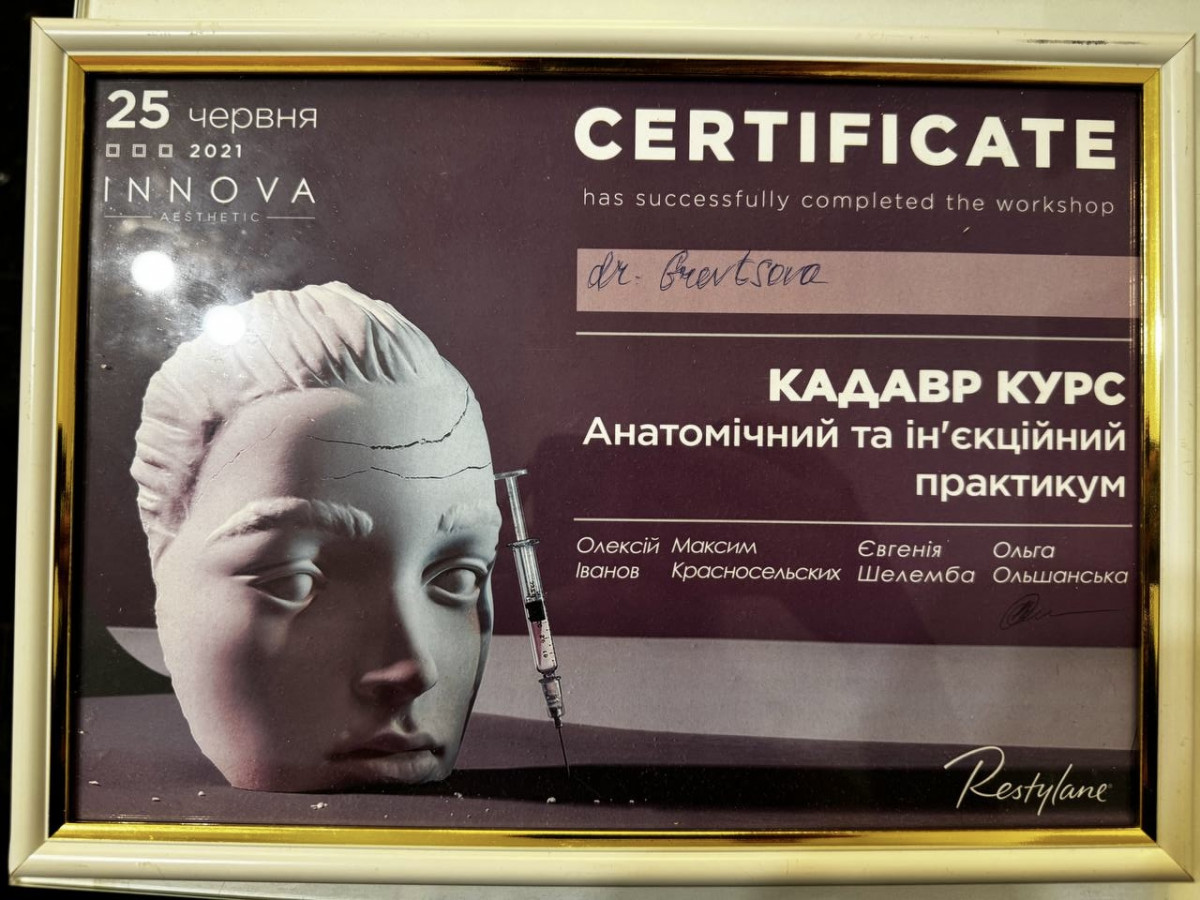 25 червня
2021
INNOVA
AESTHETIC
CERTIFICATE
has successfully completed the workshop
dr.
КАДАВР КУРС
Анатомічний та ін'єкційний
практикум
Олексій Іванов
Максим Красносельских
Євгенія Шелемба
Ольга Ольшанська
Restylane